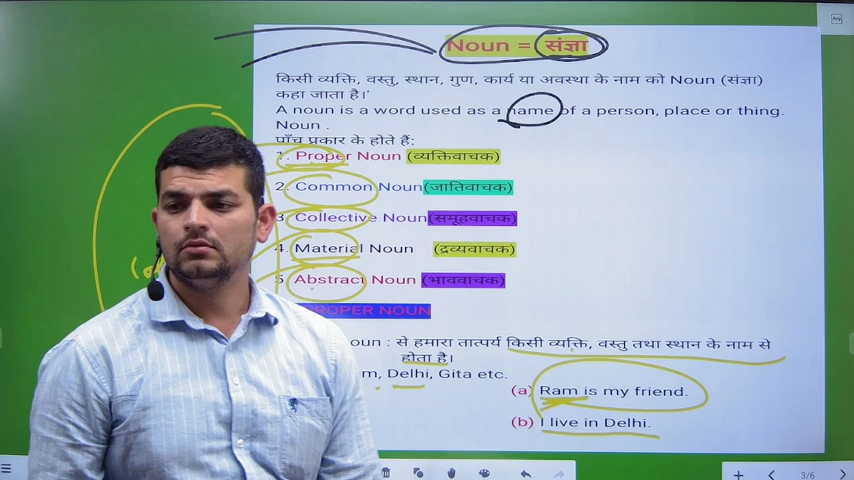 Noun = संज्ञा
किसी व्यक्ति, वस्तु, स्थान, गुण, कार्य या अवस्था के नाम को Noun (संज्ञा)
कहा जाता है।'
A noun is a word used as a name of a person, place or thing.
Noun .
पाँच प्रकार के होते हैं:
1. Proper Noun (व्यक्तिवाचक)
2. Common Noun(जातिवाचक)
3 Collective Noun(समूहवाचक)
4. Material Noun (द्रव्यवाचक)
5 Abstract Noun (भाववाचक)
PROPER NOUN
oun : से हमारा तात्पर्य किसी व्यक्ति, वस्तु तथा स्थान के नाम से
होता है।
m, Delhi, Gita etc.
(a) Ram is my friend.
(b) I live in Delhi.
3/6